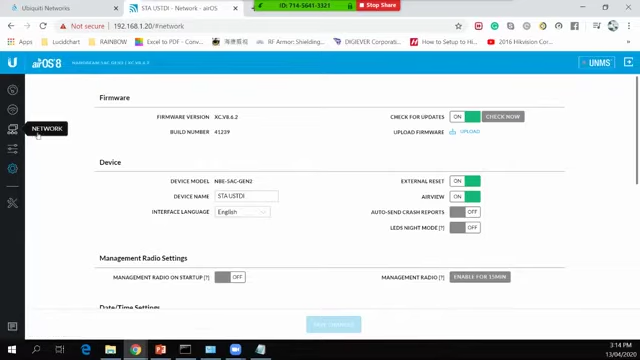 Ubiquiti Networks
STA USTDI - Network - airOS
ID: 714-5641-3321
Stop Share
Not secure
192.168.1.20/#network
Apps
Lucidchart
RAINBOW
Excel to PDF - Conv...
RF Armor: Shielding...
DIGIEVER Corporatio...
How to Setup to Hi...
2016 Hikvision Color
U
airOS®8
UNMS
NETWORK
Firmware
FIRMWARE VERSION
XC.V8.6.2
CHECK FOR UPDATES
ON
CHECK NOW
BUILD NUMBER
41239
UPLOAD FIRMWARE
UPLOAD
Device
DEVICE MODEL
NBE-5AC-GEN2
EXTERNAL RESET
ON
DEVICE NAME
STA USTDI
AIRVIEW
ON
INTERFACE LANGUAGE
English
AUTO-SEND CRASH REPORTS
OFF
LEDS NIGHT MODE [?]
OFF
Management Radio Settings
MANAGEMENT RADIO ON STARTUP [?]
OFF
MANAGEMENT RADIO [?]
ENABLE FOR 15MIN
Date/Time Settings
3:14 PM
13/04/2020